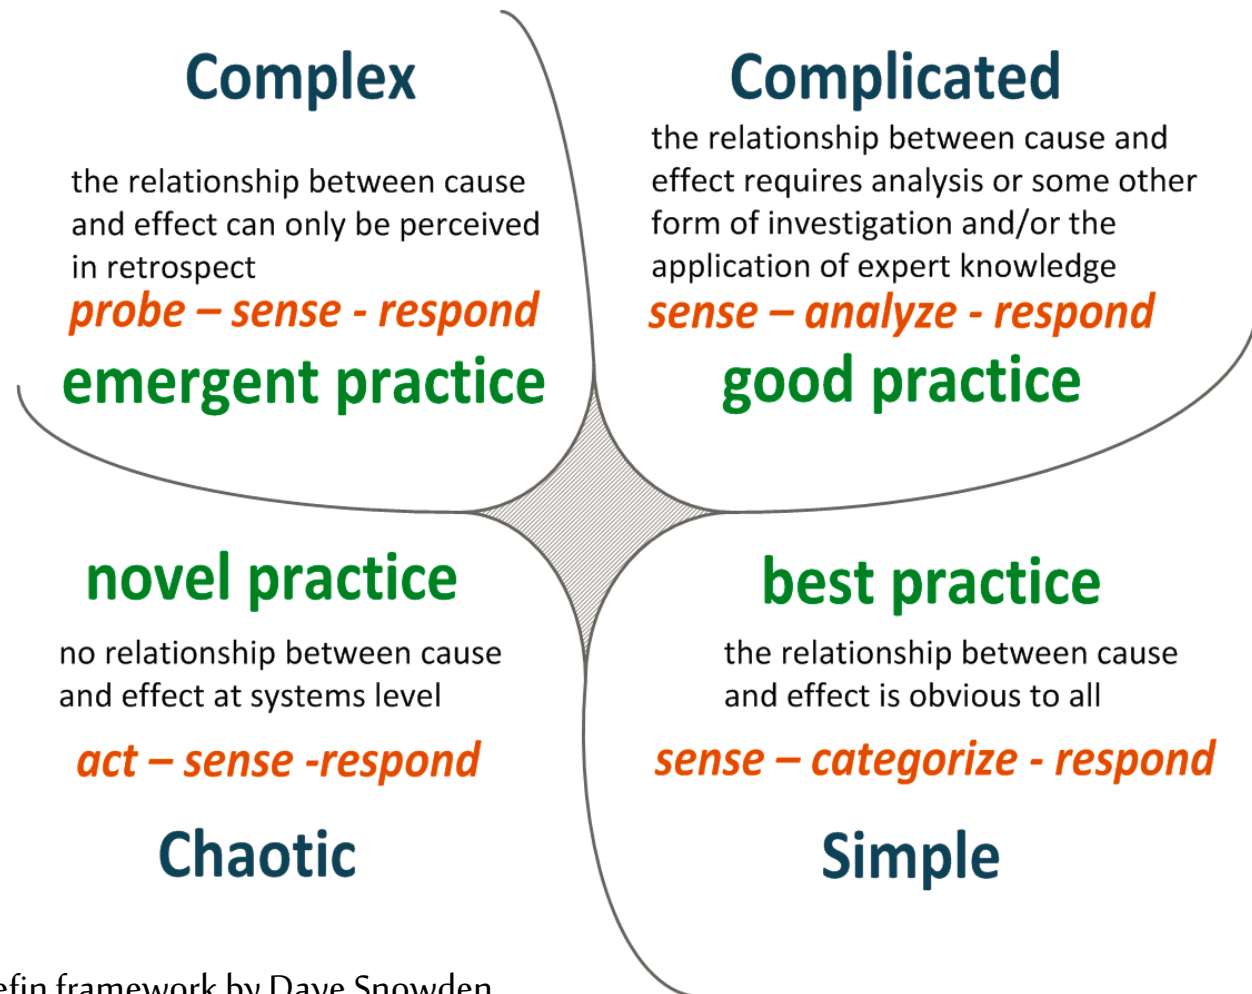 Complex
the relationship between cause
and effect can only be perceived
in retrospect
probe – sense - respond
emergent practice
Complicated
the relationship between cause and
effect requires analysis or some other
form of investigation and/or the
application of expert knowledge
sense – analyze - respond
good practice
novel practice
no relationship between cause
and effect at systems level
act – sense -respond
Chaotic
best practice
the relationship between cause
and effect is obvious to all
sense – categorize - respond
Simple
framework by Dave Snowden